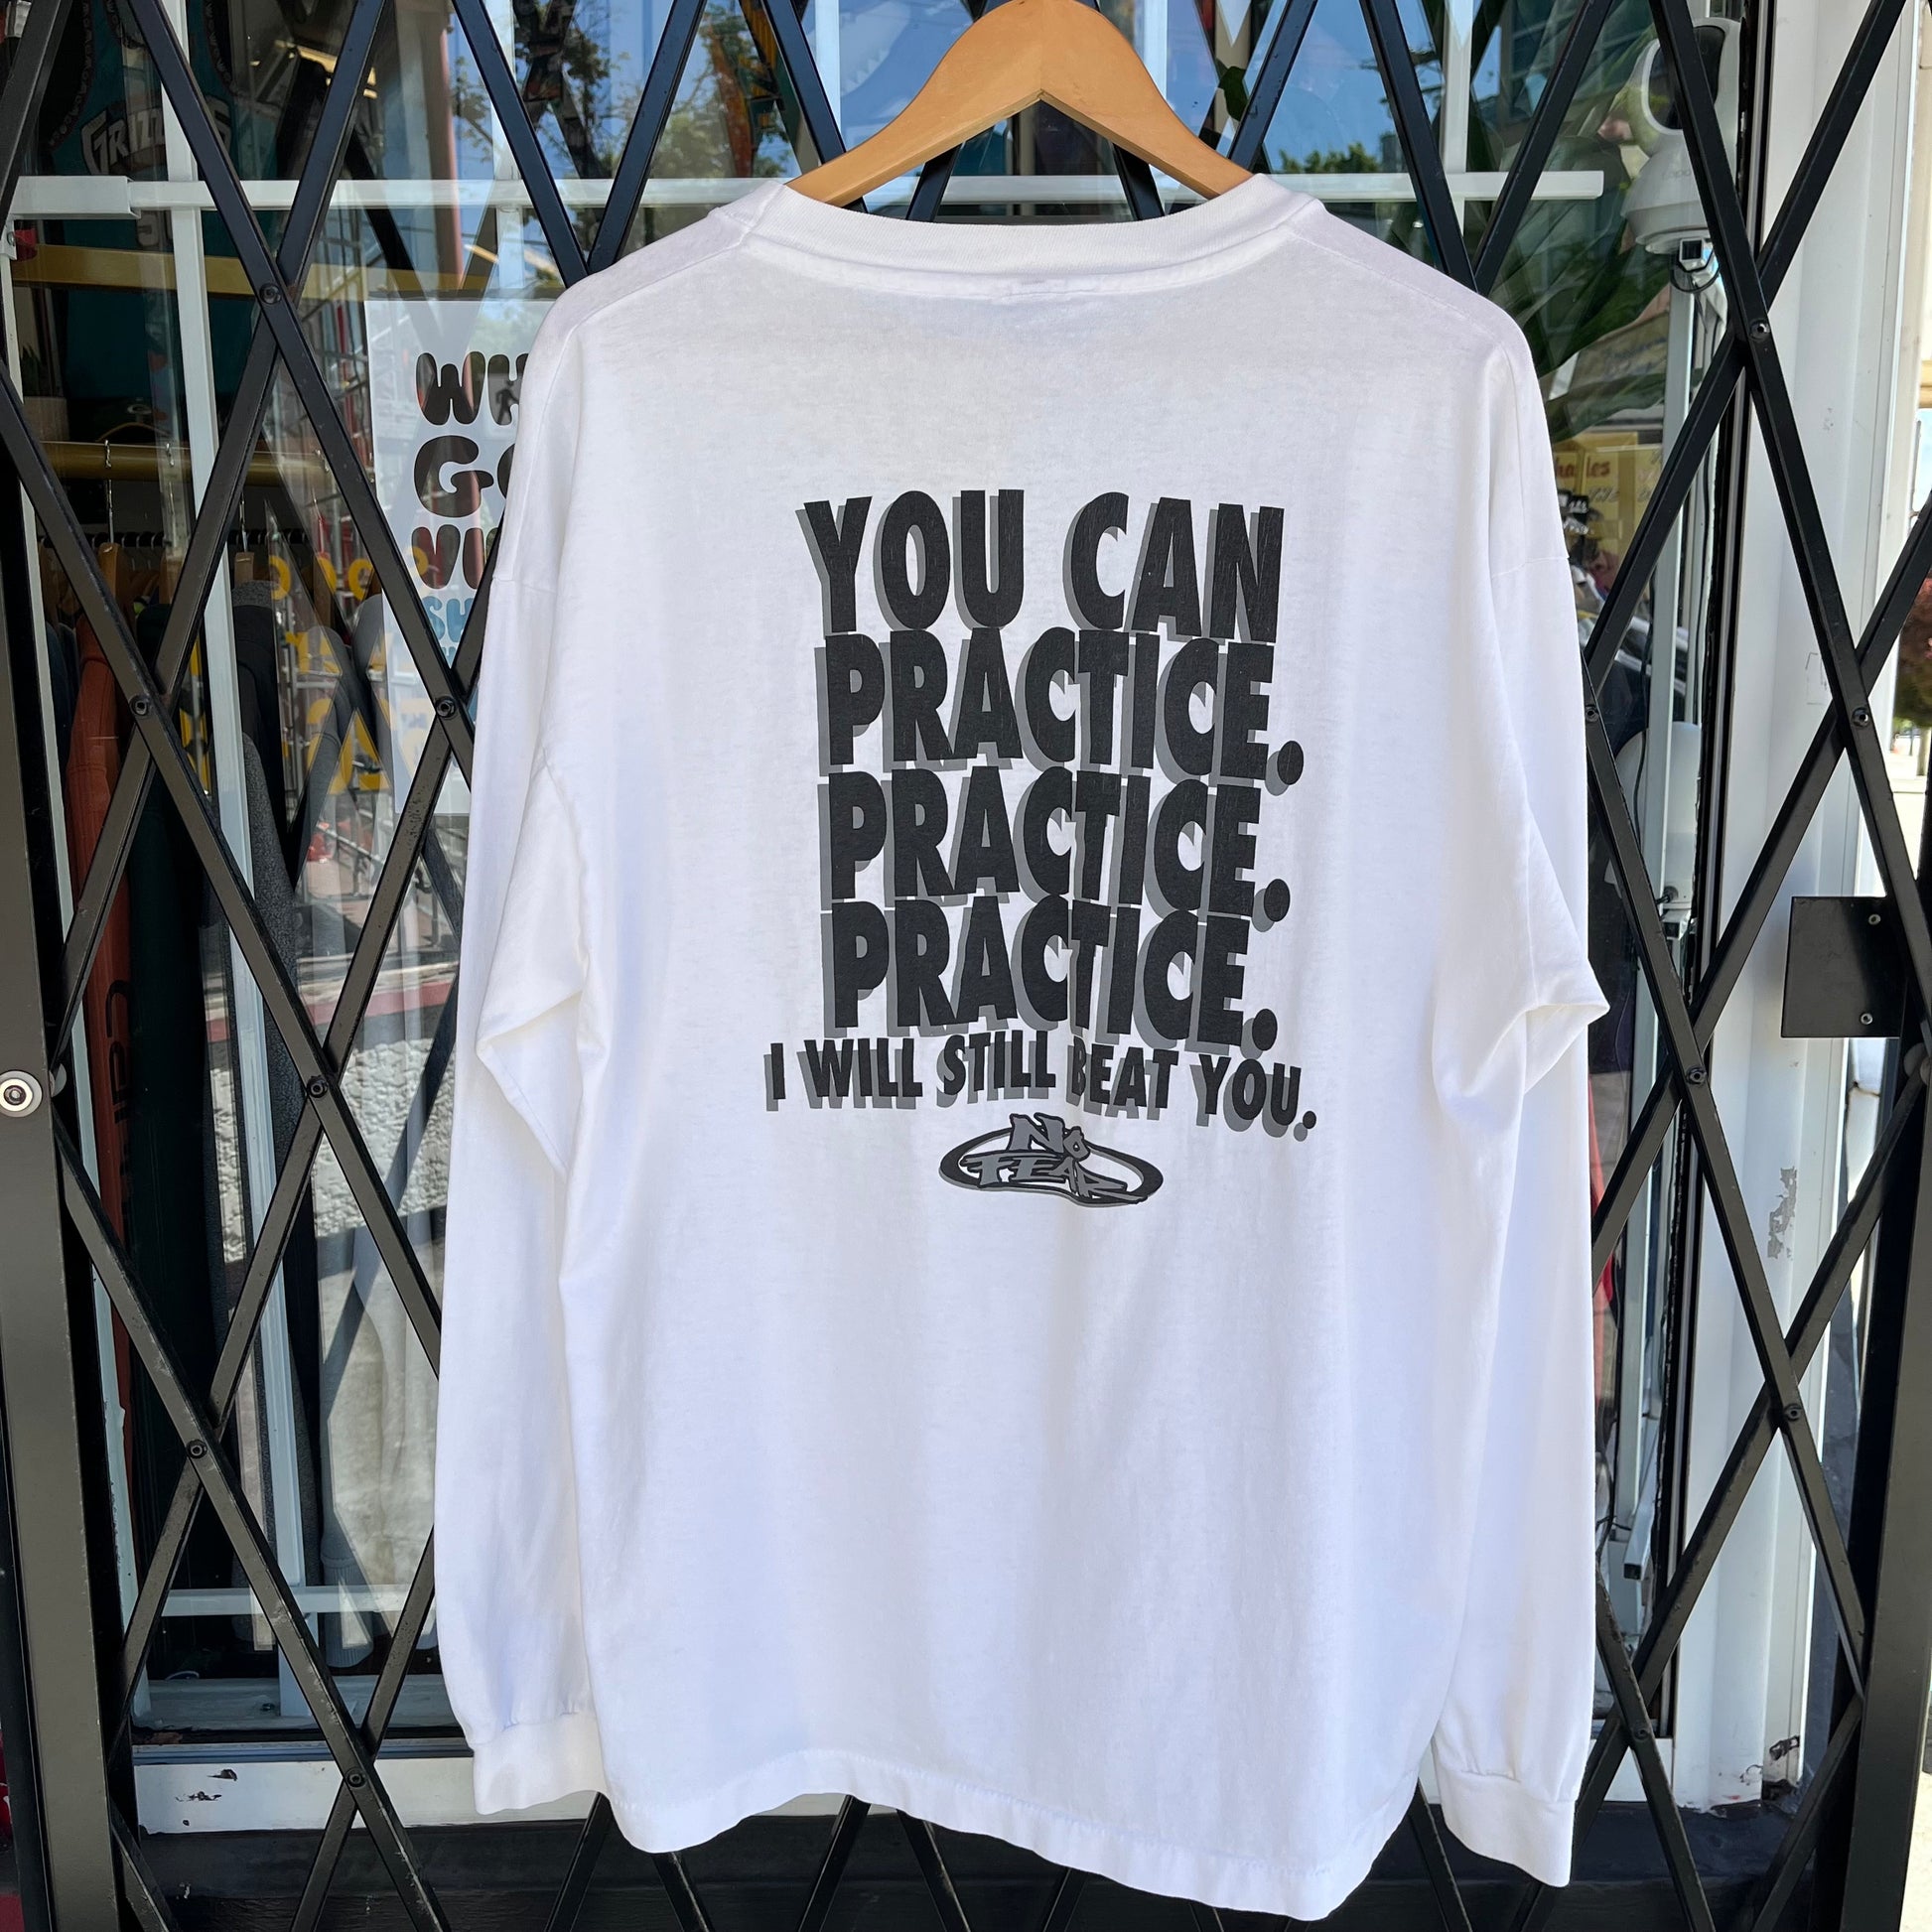 YOU CAN
PRACTICE.
PRACTICE.
PRACTICE.
I WILL STILL BEAT YOU.
NO
FEAR